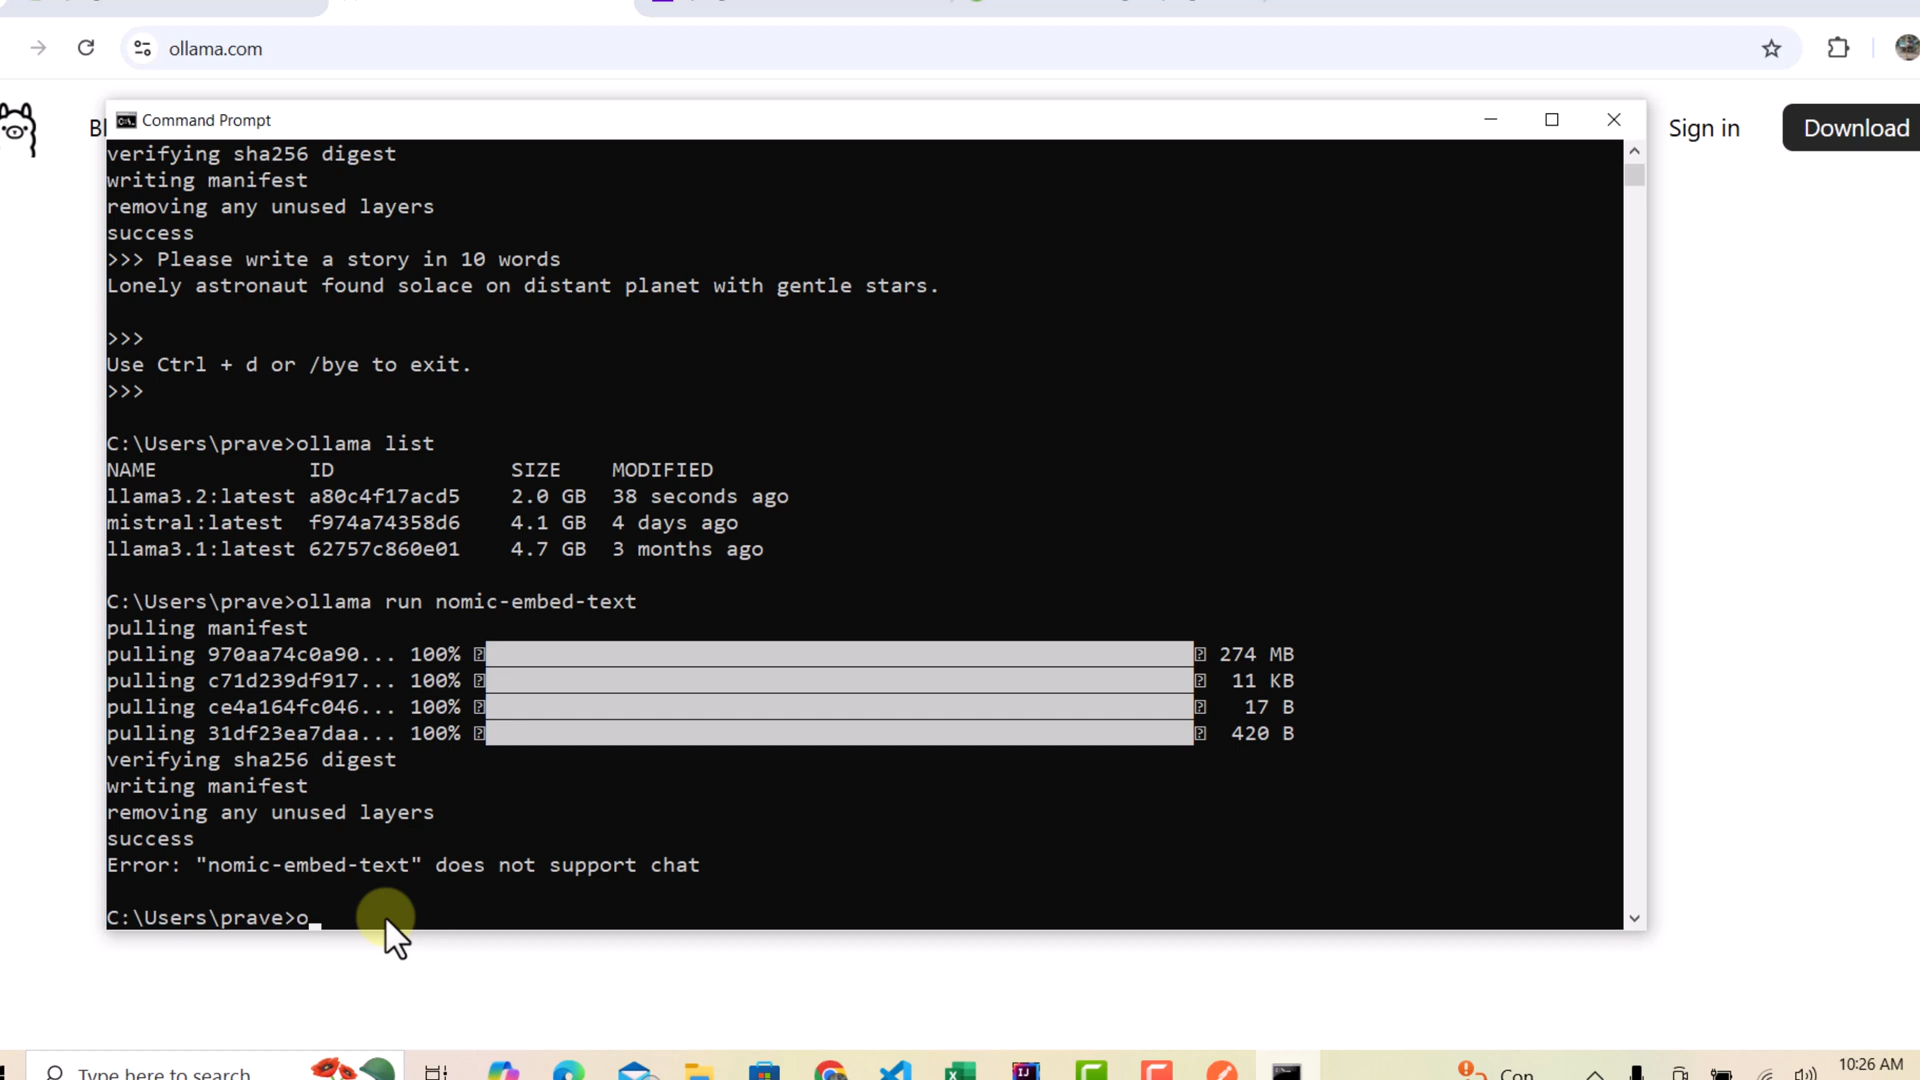 ollama.com
Bl
Sign in
Download
Command Prompt
verifying sha256 digest
writing manifest
removing any unused layers
success
>>> Please write a story in 10 words
Lonely astronaut found solace on distant planet with gentle stars.
>>>
Use Ctrl + d or /bye to exit.
>>>
C:\Users\prave>ollama list
NAME ID SIZE MODIFIED
llama3.2:latest a80c4f17acd5 2.0 GB 38 seconds ago
mistral:latest f974a74358d6 4.1 GB 4 days ago
llama3.1:latest 62757c860e01 4.7 GB 3 months ago
C:\Users\prave>ollama run nomic-embed-text
pulling manifest
pulling 970aa74c0a90... 100% 274 MB
pulling c71d239df917... 100% 11 KB
pulling ce4a164fc046... 100% 17 B
pulling 31df23ea7daa... 100% 420 B
verifying sha256 digest
writing manifest
removing any unused layers
success
Error: "nomic-embed-text" does not support chat
C:\Users\prave>o_
Type here to search
Con
10:26 AM